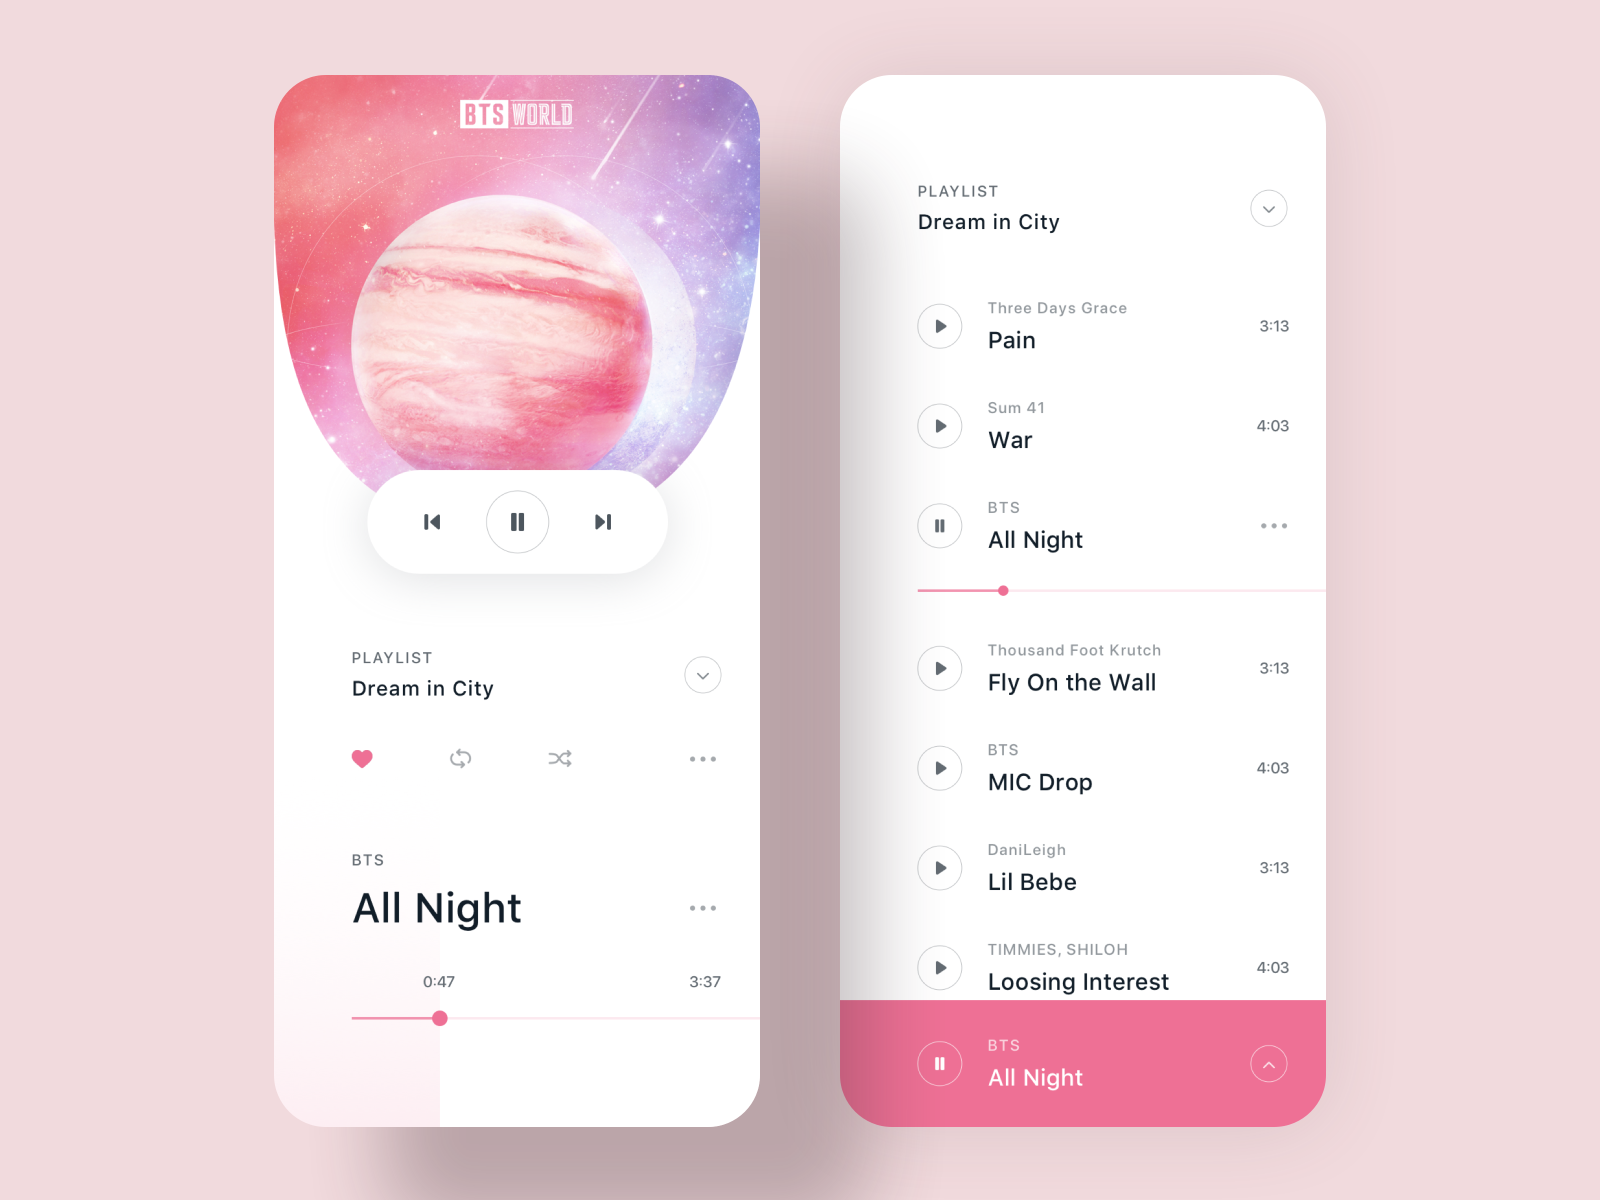 BTS WORLD
PLAYLIST
Dream in City
BTS
All Night
0:47 3:37
PLAYLIST
Dream in City
Three Days Grace
Pain
3:13
Sum 41
War
4:03
BTS
All Night
Thousand Foot Krutch
Fly On the Wall
3:13
BTS
MIC Drop
4:03
DaniLeigh
Lil Bebe
3:13
TIMMIES, SHILOH
Loosing Interest
4:03
BTS
All Night